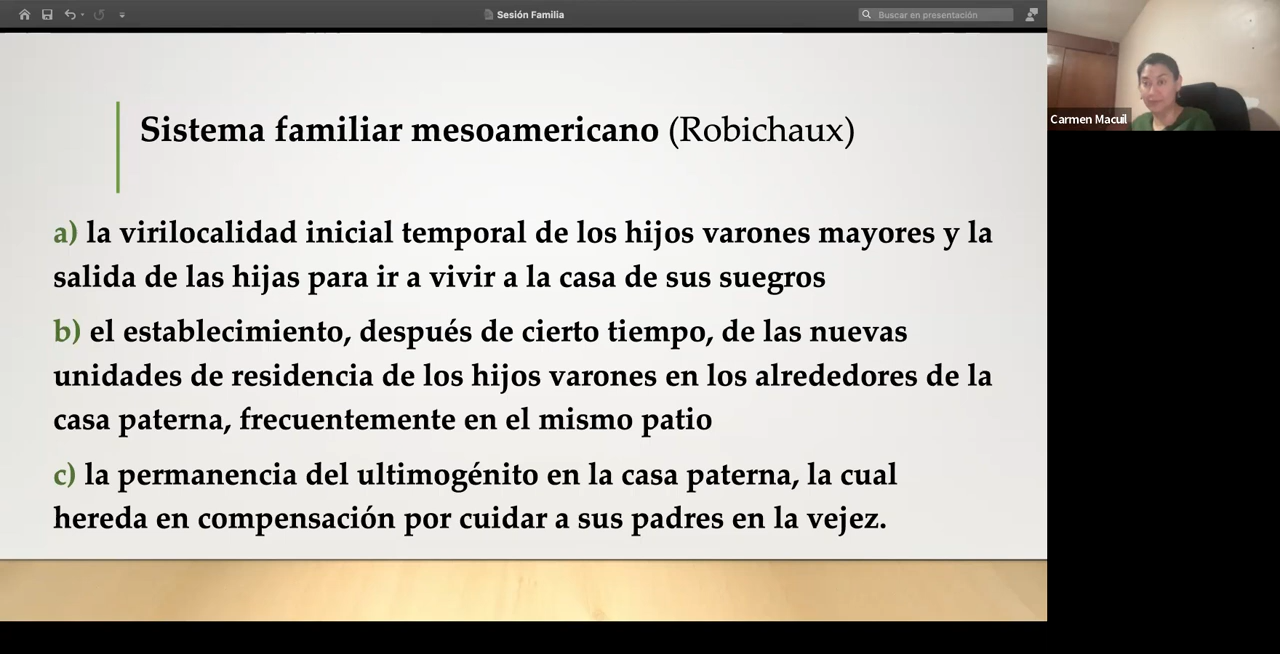 Sesión Familia
Buscar en presentación
Sistema familiar mesoamericano (Robichaux)
a) la virilocalidad inicial temporal de los hijos varones mayores y la
salida de las hijas para ir a vivir a la casa de sus suegros
b) el establecimiento, después de cierto tiempo, de las nuevas
unidades de residencia de los hijos varones en los alrededores de la
casa paterna, frecuentemente en el mismo patio
c) la permanencia del ultimogénito en la casa paterna, la cual
hereda en compensación por cuidar a sus padres en la vejez.
Carmen Macuil